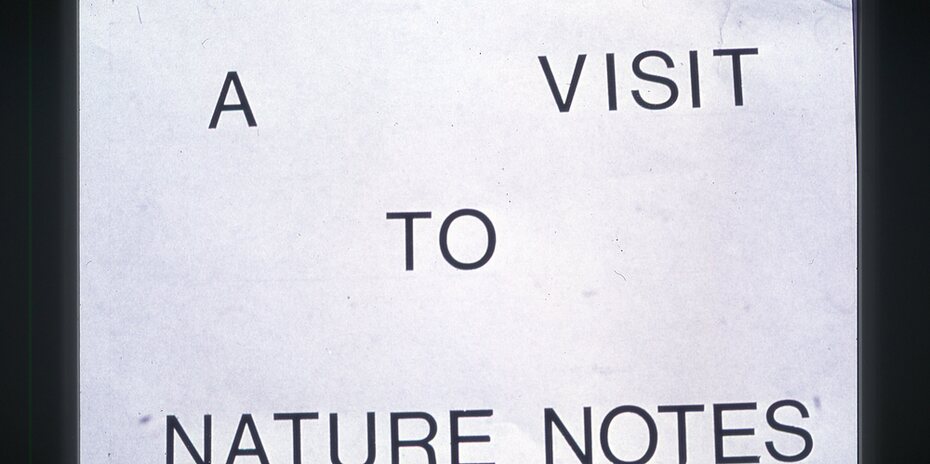 A VISIT
TO
NATURE NOTES